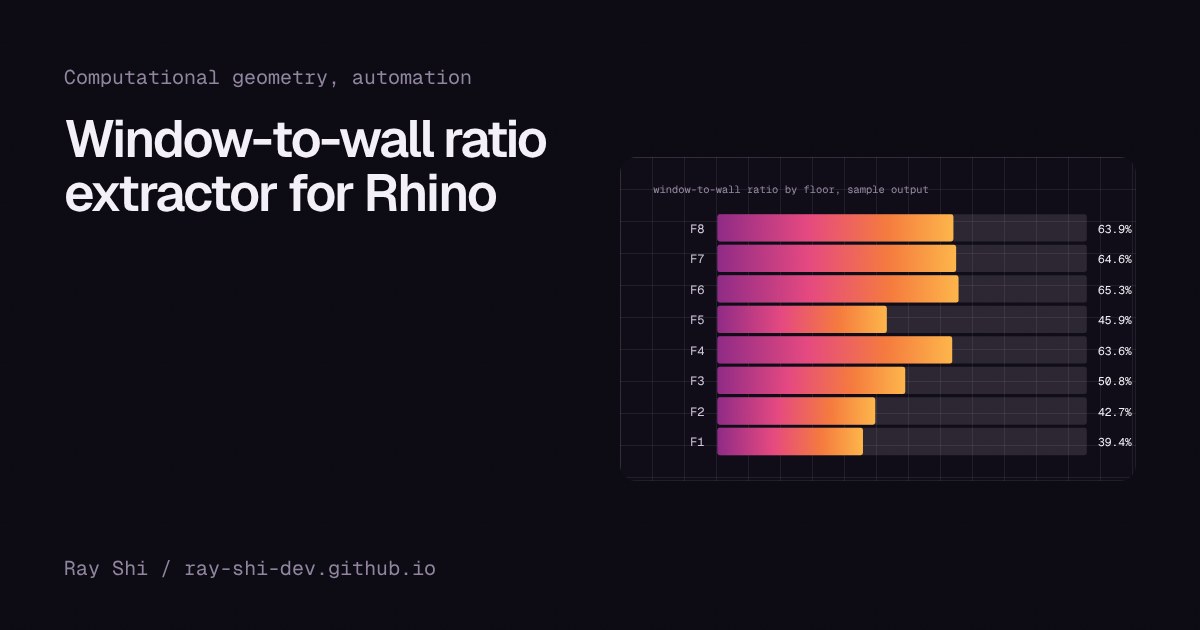 Computational geometry, automation
Window-to-wall ratio
extractor for Rhino
window-to-wall ratio by floor, sample output
F8 63.9%
F7 64.6%
F6 65.3%
F5 45.9%
F4 63.6%
F3 50.8%
F2 42.7%
F1 39.4%
Ray Shi / ray-shi-dev.github.io